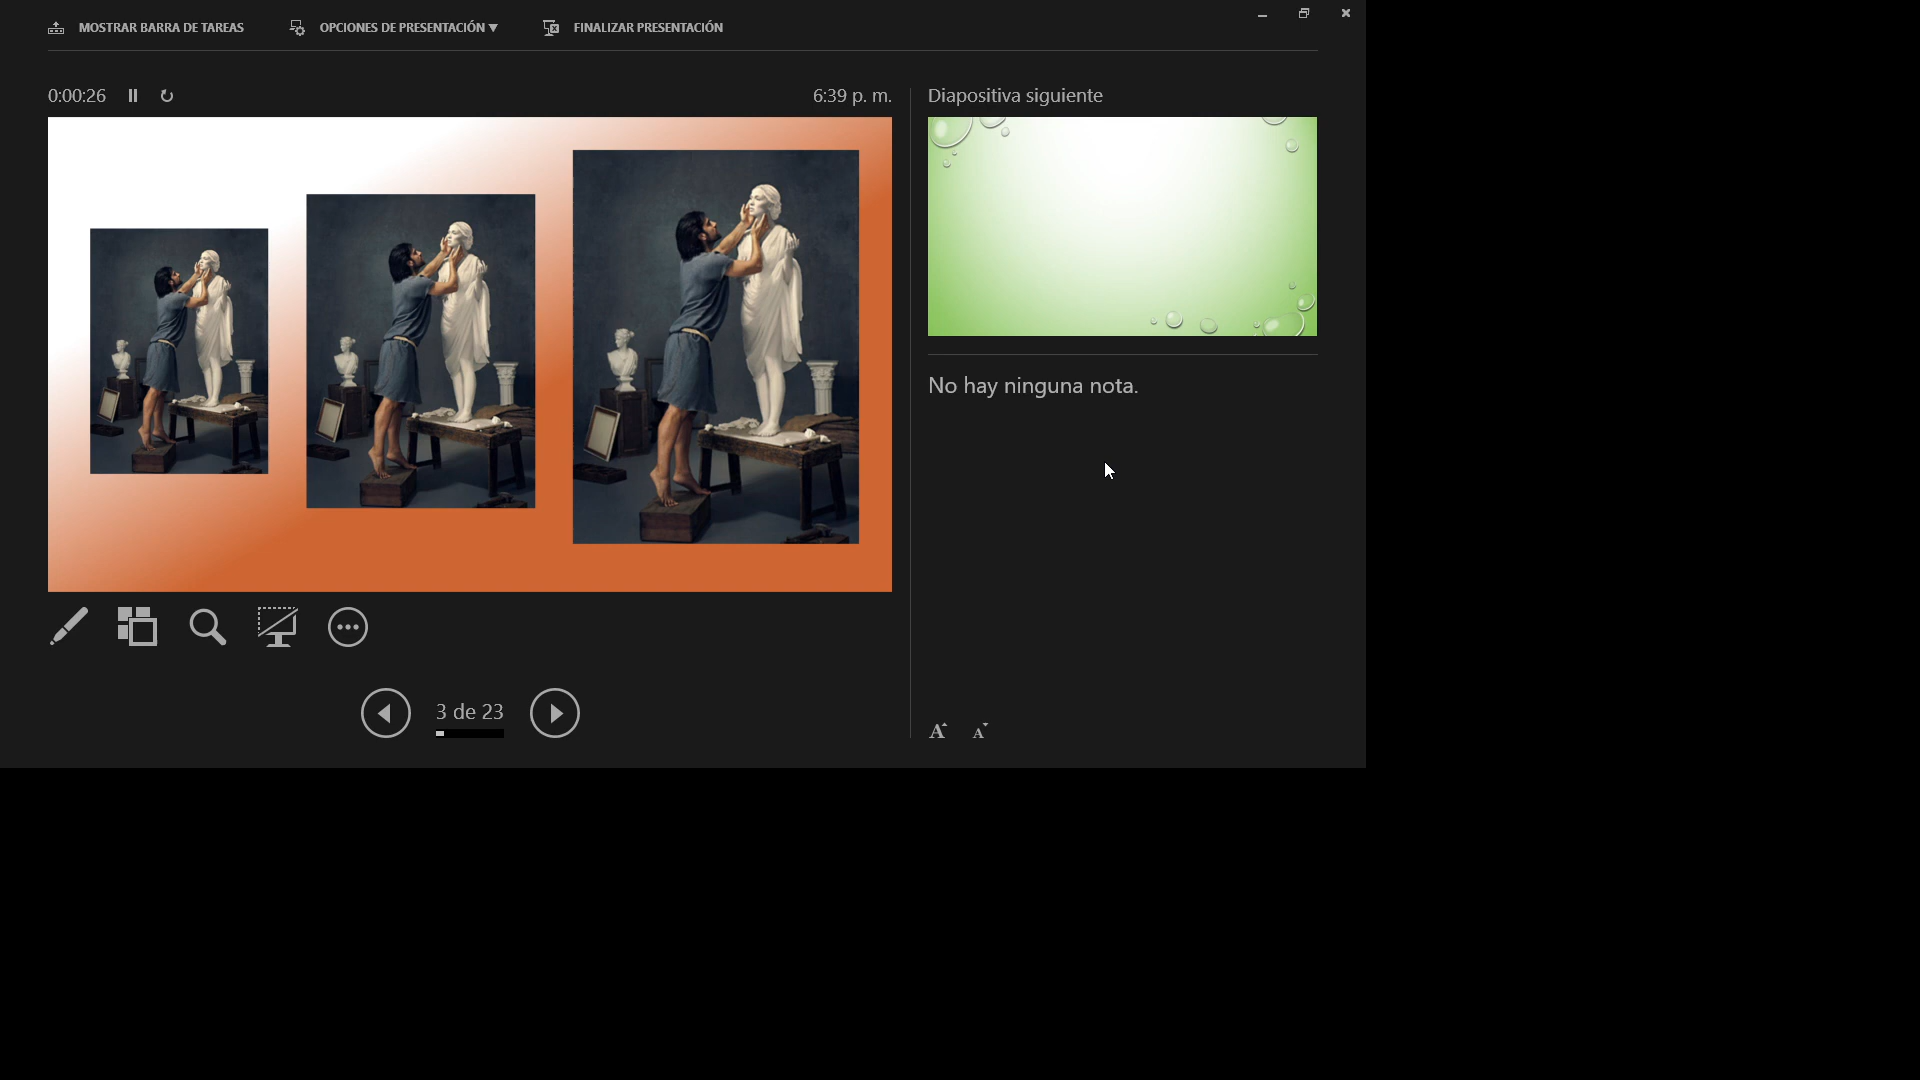 MOSTRAR BARRA DE TAREAS
OPCIONES DE PRESENTACIÓN ▼
FINALIZAR PRESENTACIÓN
0:00:26
6:39 p. m.
Diapositiva siguiente
No hay ninguna nota.
3 de 23
A A